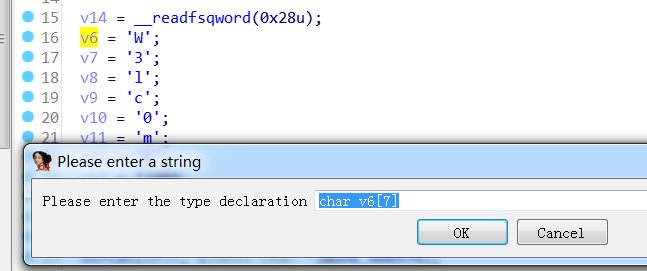 15 v14 = __readfsqword(0x28u);
16 v6 = 'W';
17 v7 = '3';
18 v8 = 'l';
19 v9 = 'c';
20 v10 = '0';
21 v11 = 'm';
Please enter a string
Please enter the type declaration char v6[7]
OK Cancel